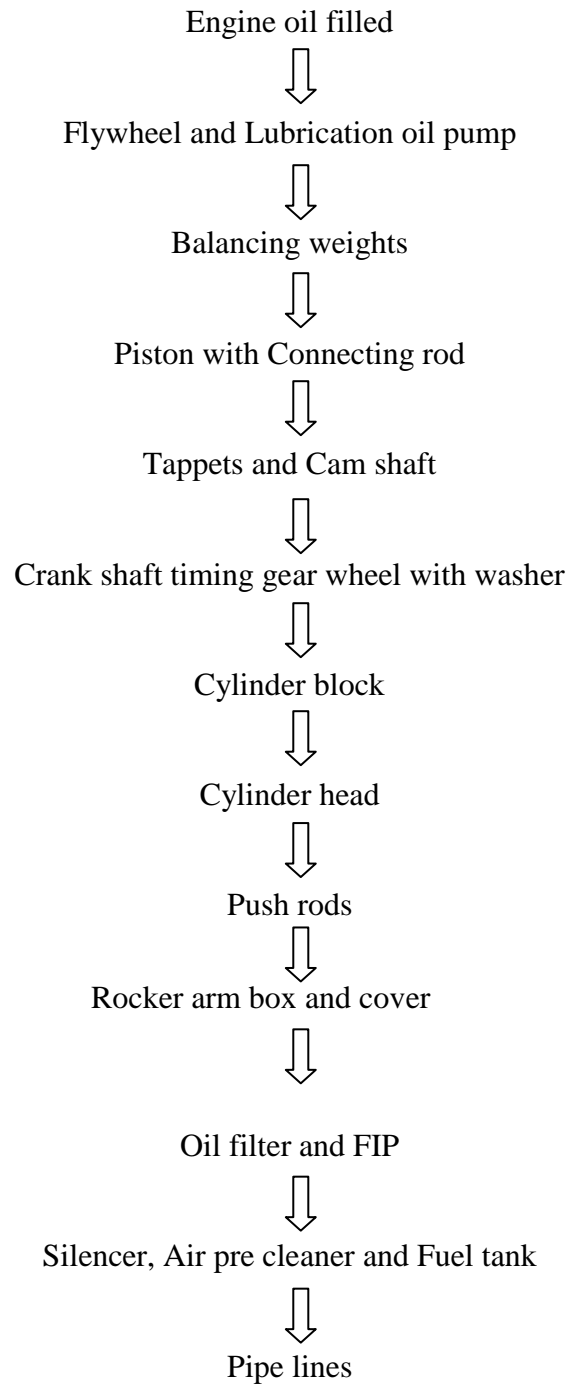 Engine oil filled
Flywheel and Lubrication oil pump
Balancing weights
Piston with Connecting rod
Tappets and Cam shaft
Crank shaft timing gear wheel with washer
Cylinder block
Cylinder head
Push rods
Rocker arm box and cover
Oil filter and FIP
Silencer, Air pre cleaner and Fuel tank
Pipe lines